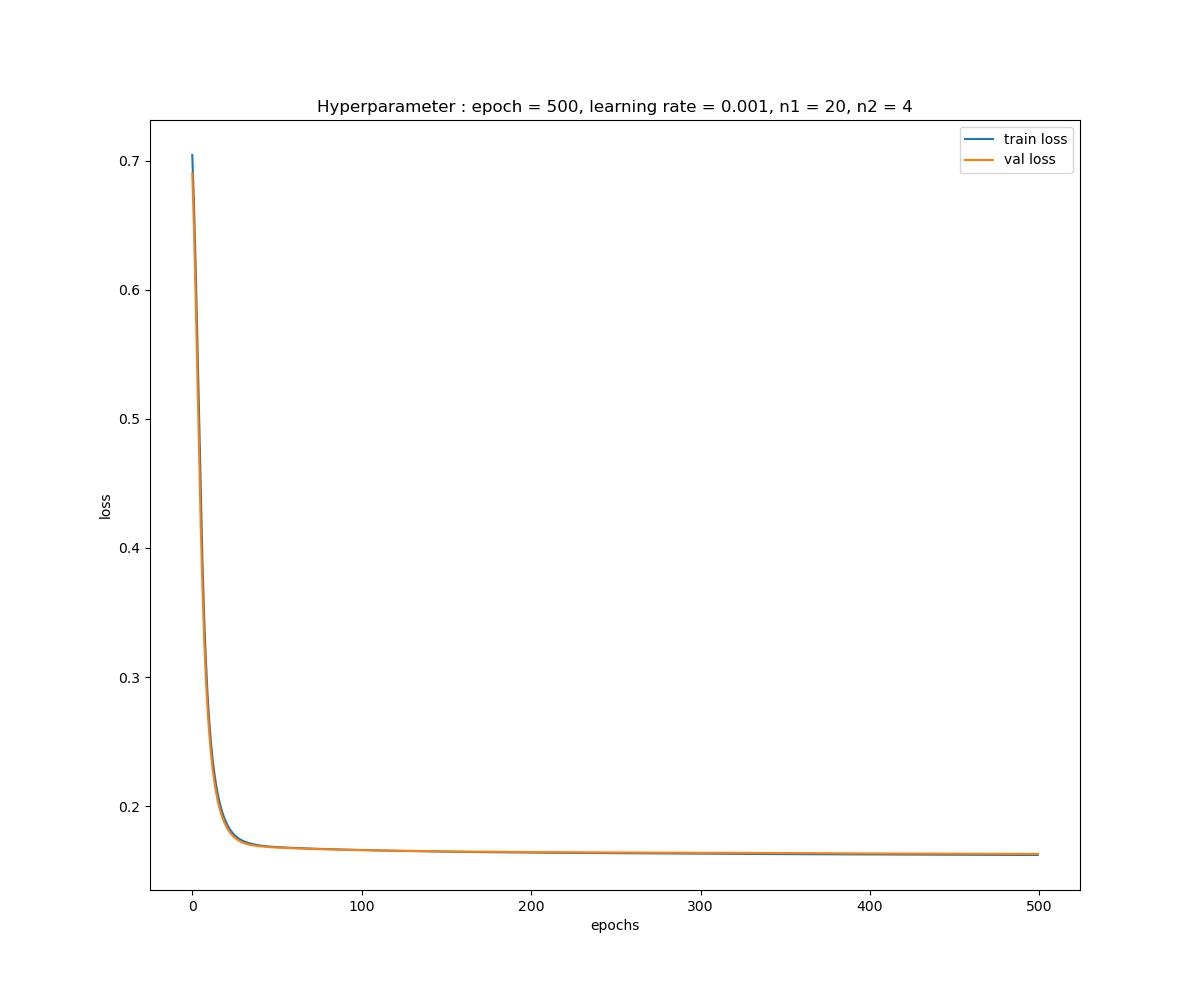 Hyperparameter : epoch = 500, learning rate = 0.001, n1 = 20, n2 = 4
train loss
val loss
0.7
0.6
0.5
0.4
0.3
0.2
loss
0 100 200 300 400 500
epochs